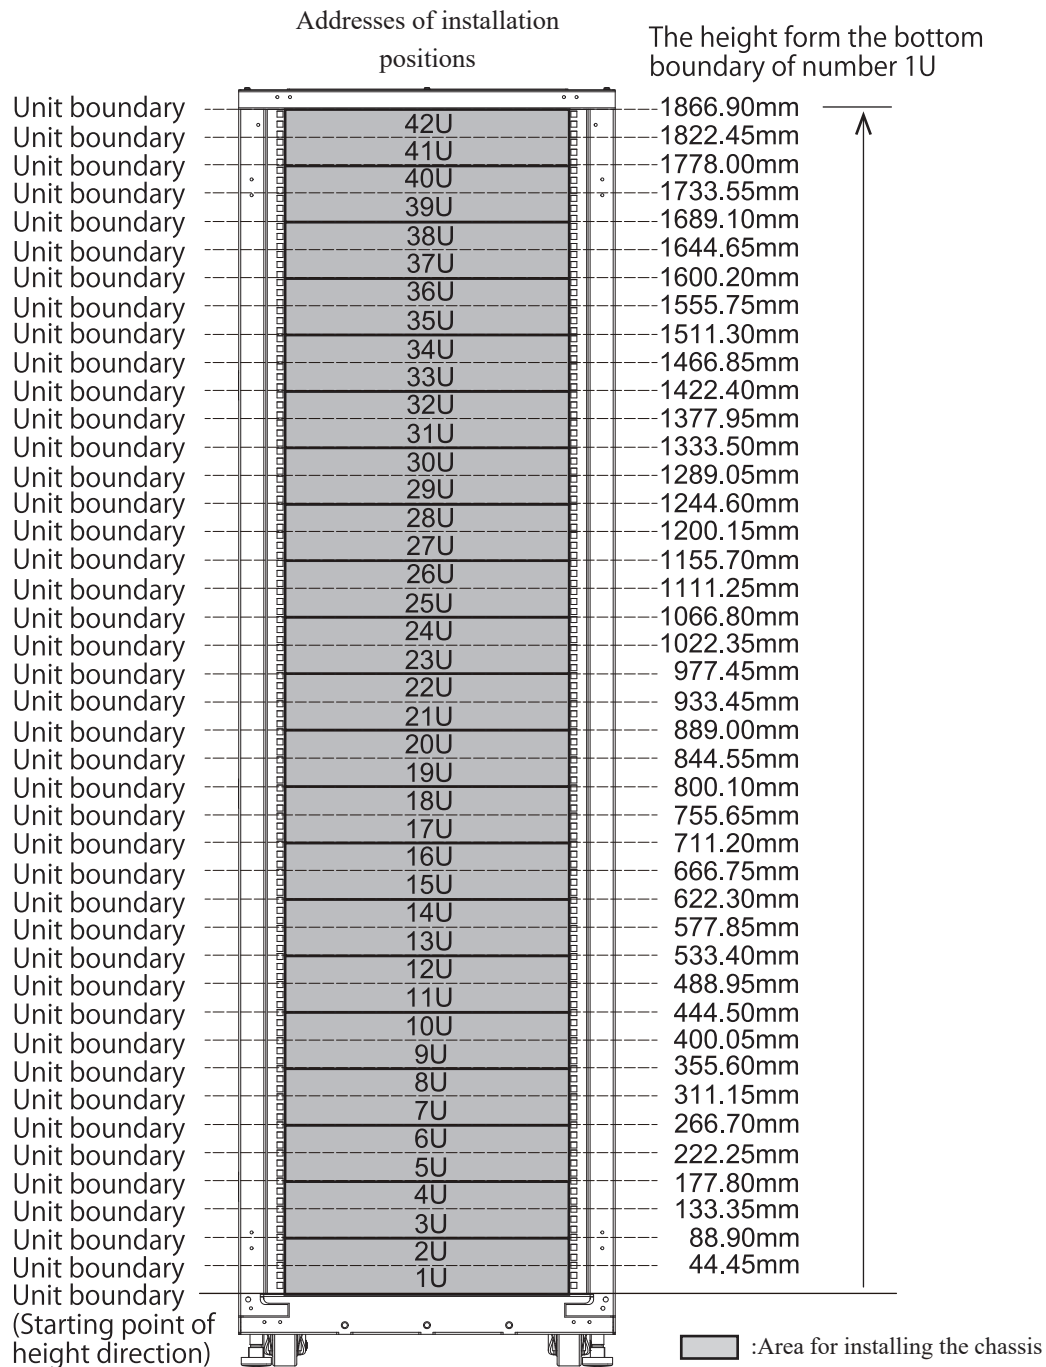 Addresses of installation
positions
The height form the bottom
boundary of number 1U
Unit boundary 1866.90mm
42U
Unit boundary 1822.45mm
41U
Unit boundary 1778.00mm
40U
Unit boundary 1733.55mm
39U
Unit boundary 1689.10mm
38U
Unit boundary 1644.65mm
37U
Unit boundary 1600.20mm
36U
Unit boundary 1555.75mm
35U
Unit boundary 1511.30mm
34U
Unit boundary 1466.85mm
33U
Unit boundary 1422.40mm
32U
Unit boundary 1377.95mm
31U
Unit boundary 1333.50mm
30U
Unit boundary 1289.05mm
29U
Unit boundary 1244.60mm
28U
Unit boundary 1200.15mm
27U
Unit boundary 1155.70mm
26U
Unit boundary 1111.25mm
25U
Unit boundary 1066.80mm
24U
Unit boundary 1022.35mm
23U
Unit boundary 977.45mm
22U
Unit boundary 933.45mm
21U
Unit boundary 889.00mm
20U
Unit boundary 844.55mm
19U
Unit boundary 800.10mm
18U
Unit boundary 755.65mm
17U
Unit boundary 711.20mm
16U
Unit boundary 666.75mm
15U
Unit boundary 622.30mm
14U
Unit boundary 577.85mm
13U
Unit boundary 533.40mm
12U
Unit boundary 488.95mm
11U
Unit boundary 444.50mm
10U
Unit boundary 400.05mm
9U
Unit boundary 355.60mm
8U
Unit boundary 311.15mm
7U
Unit boundary 266.70mm
6U
Unit boundary 222.25mm
5U
Unit boundary 177.80mm
4U
Unit boundary 133.35mm
3U
Unit boundary 88.90mm
2U
Unit boundary 44.45mm
1U
Unit boundary
(Starting point of
height direction)
:Area for installing the chassis